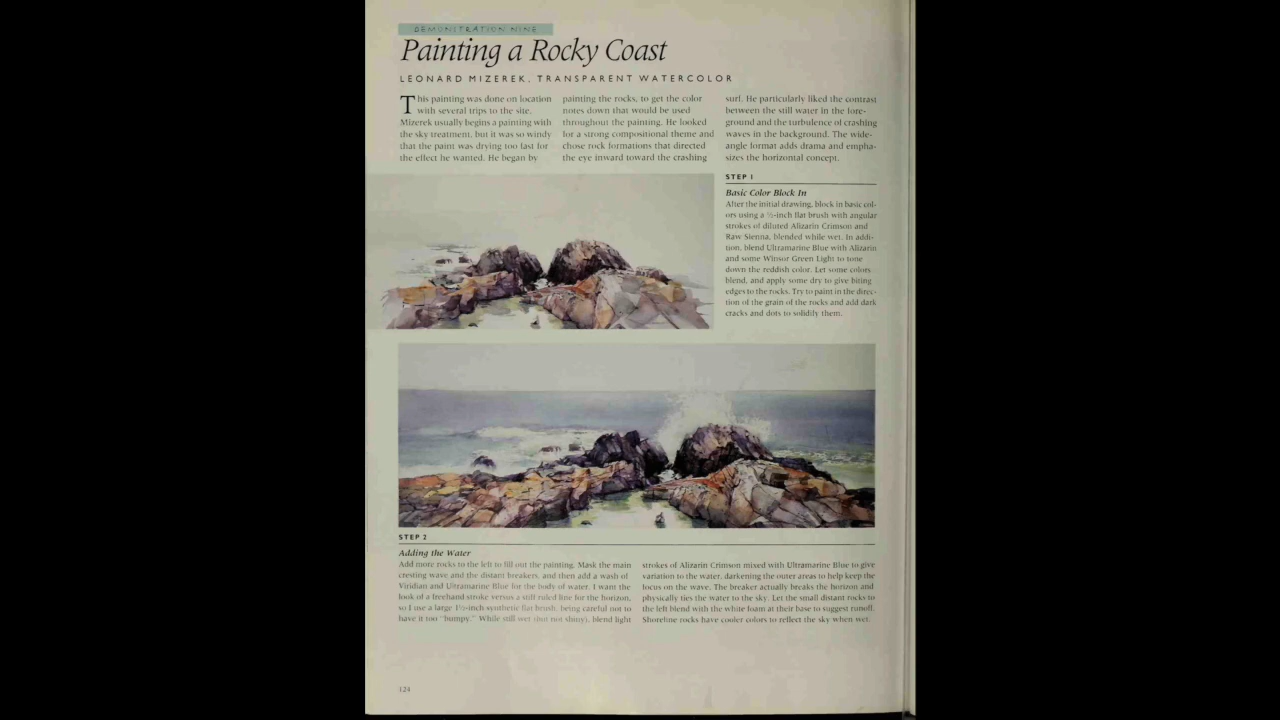 DEMONSTRATION NINE
Painting a Rocky Coast
LEONARD MIZEREK, TRANSPARENT WATERCOLOR
This painting was done on location
with several trips to the site.
Mizerek usually begins a painting with
the sky treatment, but it was so windy
that the paint was drying too fast for
the effect he wanted. He began by
painting the rocks, to get the color
notes down that would be used
throughout the painting. He looked
for a strong compositional theme and
chose rock formations that directed
the eye inward toward the crashing
surf. He particularly liked the contrast
between the still water in the fore-
ground and the turbulence of crashing
waves in the background. The wide-
angle format adds drama and empha-
sizes the horizontal concept.
STEP 1
Basic Color Block In
After the initial drawing, block in basic col-
ors using a ½-inch flat brush with angular
strokes of diluted Alizarin Crimson and
Raw Sienna, blended while wet. In addi-
tion, blend Ultramarine Blue with Alizarin
and some Winsor Green Light to tone
down the reddish color. Let some colors
blend, and apply some dry to give biting
edges to the rocks. Try to paint in the direc-
tion of the grain of the rocks and add dark
cracks and dots to solidify them.
STEP 2
Adding the Water
Add more rocks to the left to fill out the painting. Mask the main
cresting wave and the distant breakers, and then add a wash of
Viridian and Ultramarine Blue for the body of water. I want the
look of a freehand stroke versus a stiff ruled line for the horizon,
so I use a large 1½-inch synthetic flat brush, being careful not to
have it too "bumpy." While still wet (but not shiny), blend light
strokes of Alizarin Crimson mixed with Ultramarine Blue to give
variation to the water, darkening the outer areas to help keep the
focus on the wave. The breaker actually breaks the horizon and
physically ties the water to the sky. Let the small distant rocks to
the left blend with the white foam at their base to suggest runoff.
Shoreline rocks have cooler colors to reflect the sky when wet.
124